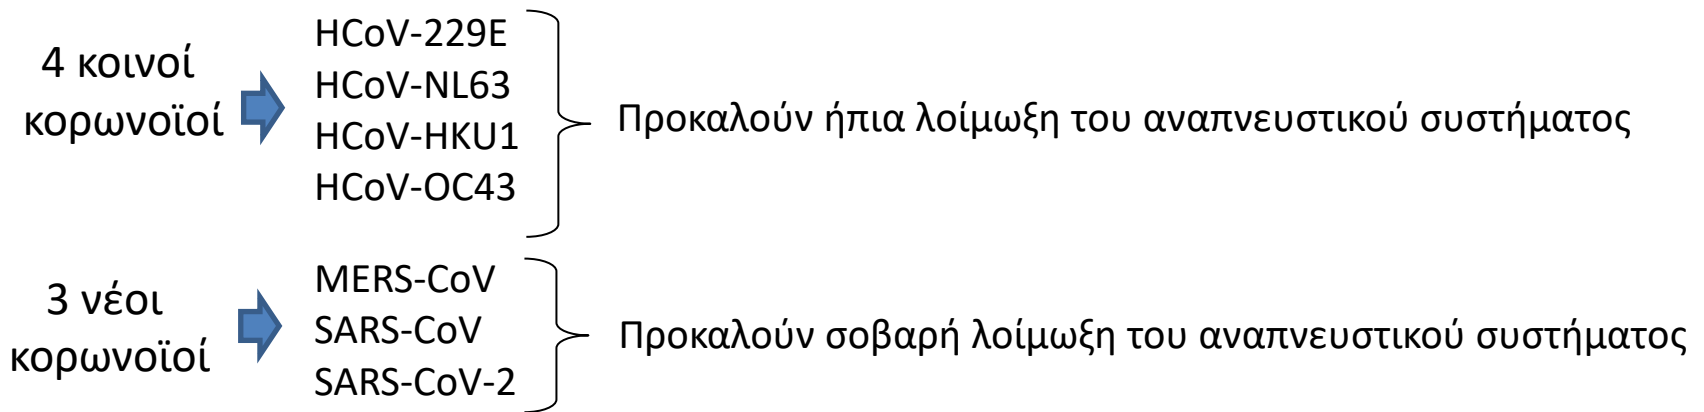 4 κοινοί
κορωνοϊοί
HCoV-229E
HCoV-NL63
HCoV-HKU1
HCoV-OC43
Προκαλούν ήπια λοίμωξη του αναπνευστικού συστήματος
3 νέοι
κορωνοϊοί
MERS-CoV
SARS-CoV
SARS-CoV-2
Προκαλούν σοβαρή λοίμωξη του αναπνευστικού συστήματος